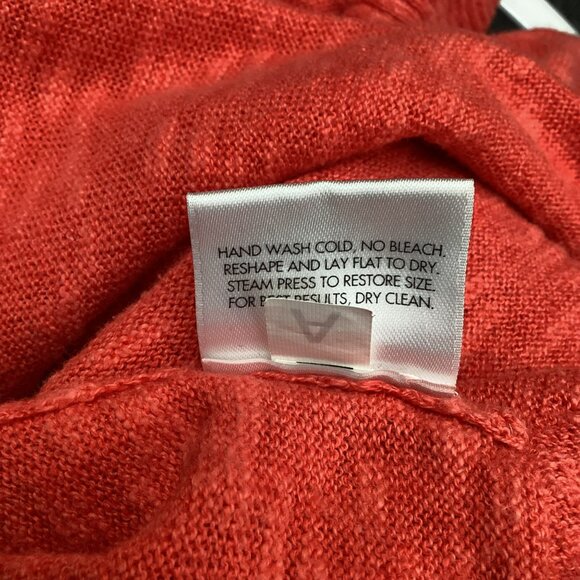 HAND WASH COLD, NO BLEACH.
RESHAPE AND LAY FLAT TO DRY.
STEAM PRESS TO RESTORE SIZE.
FOR BEST RESULTS, DRY CLEAN.
A